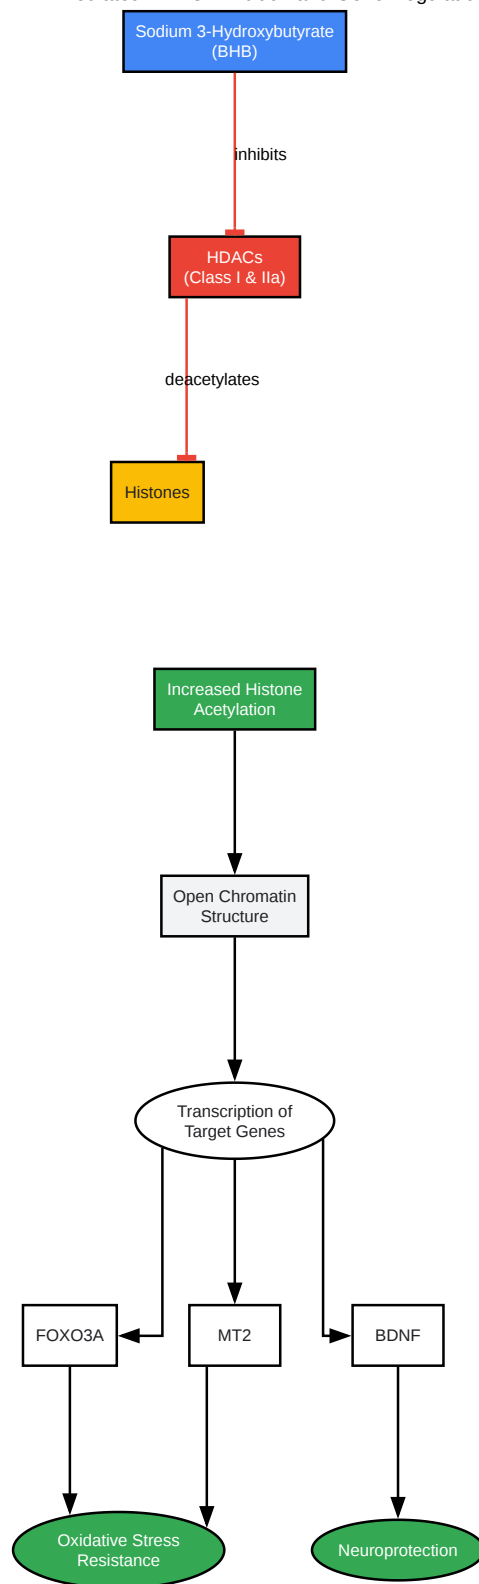 Sodium 3-Hydroxybutyrate
(BHB)
inhibits
HDACs
(Class I & IIa)
deacetylates
Histones
Increased Histone
Acetylation
Open Chromatin
Structure
Transcription of
Target Genes
FOXO3A
MT2
BDNF
Oxidative Stress
Resistance
Neuroprotection